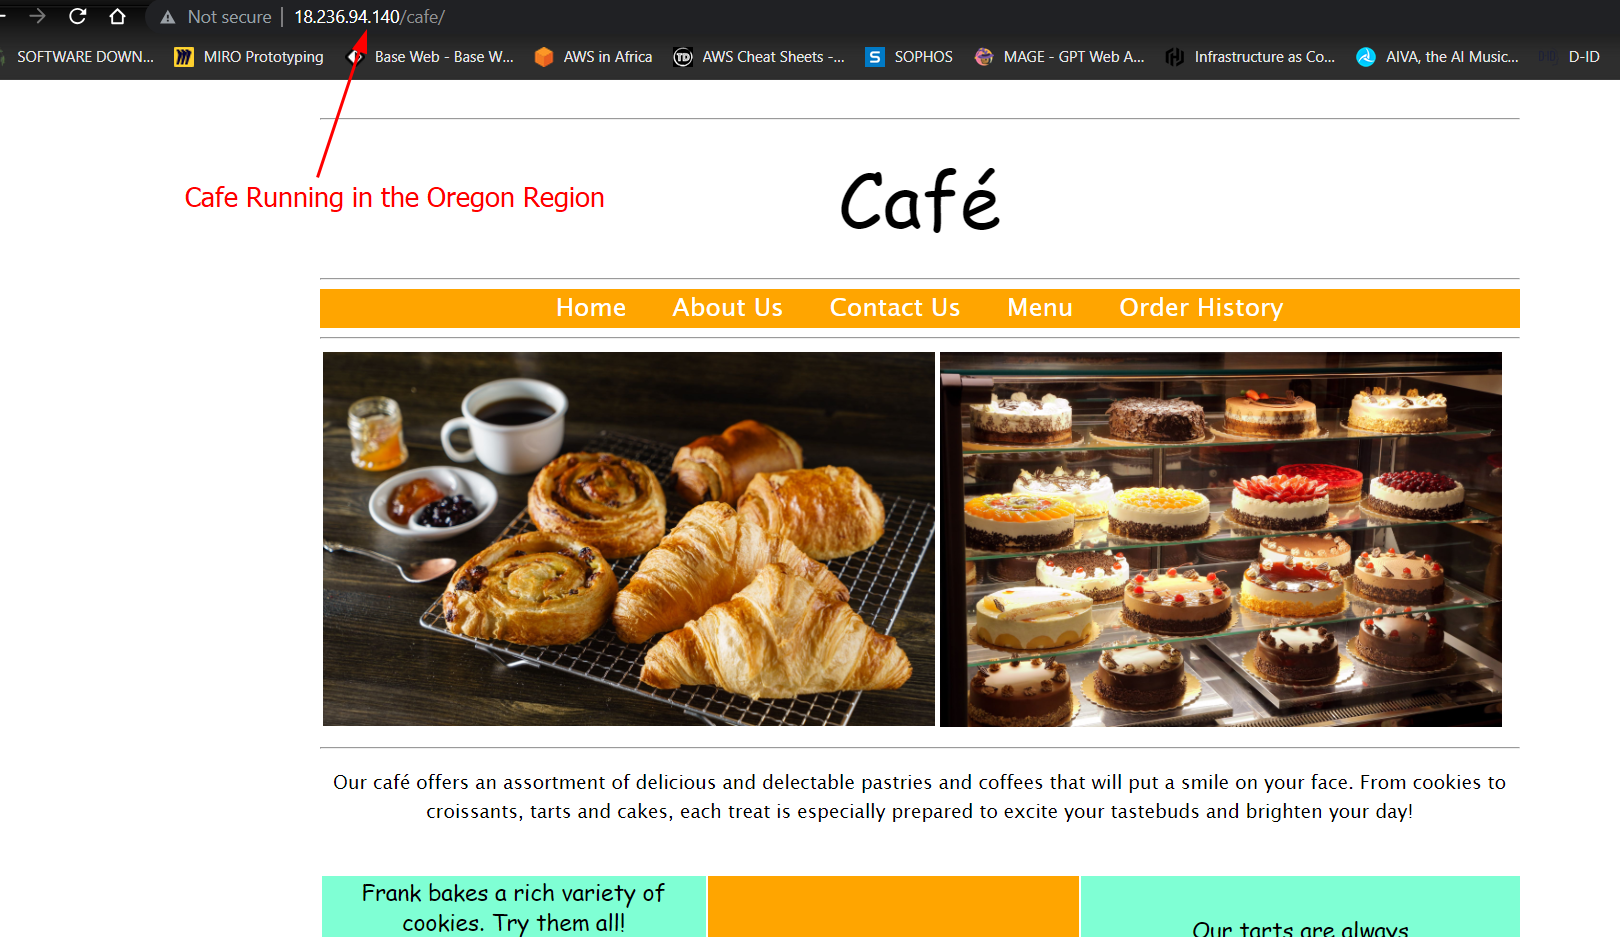 Not secure | 18.236.94.140/cafe/
SOFTWARE DOWN... MIRO Prototyping Base Web - Base W... AWS in Africa TD AWS Cheat Sheets -... S SOPHOS MAGE - GPT Web A... Infrastructure as Co... AIVA, the AI Music... D-ID
Cafe Running in the Oregon Region
Café
Home About Us Contact Us Menu Order History
Our café offers an assortment of delicious and delectable pastries and coffees that will put a smile on your face. From cookies to
croissants, tarts and cakes, each treat is especially prepared to excite your tastebuds and brighten your day!
Frank bakes a rich variety of
cookies. Try them all!
Our tarts are always